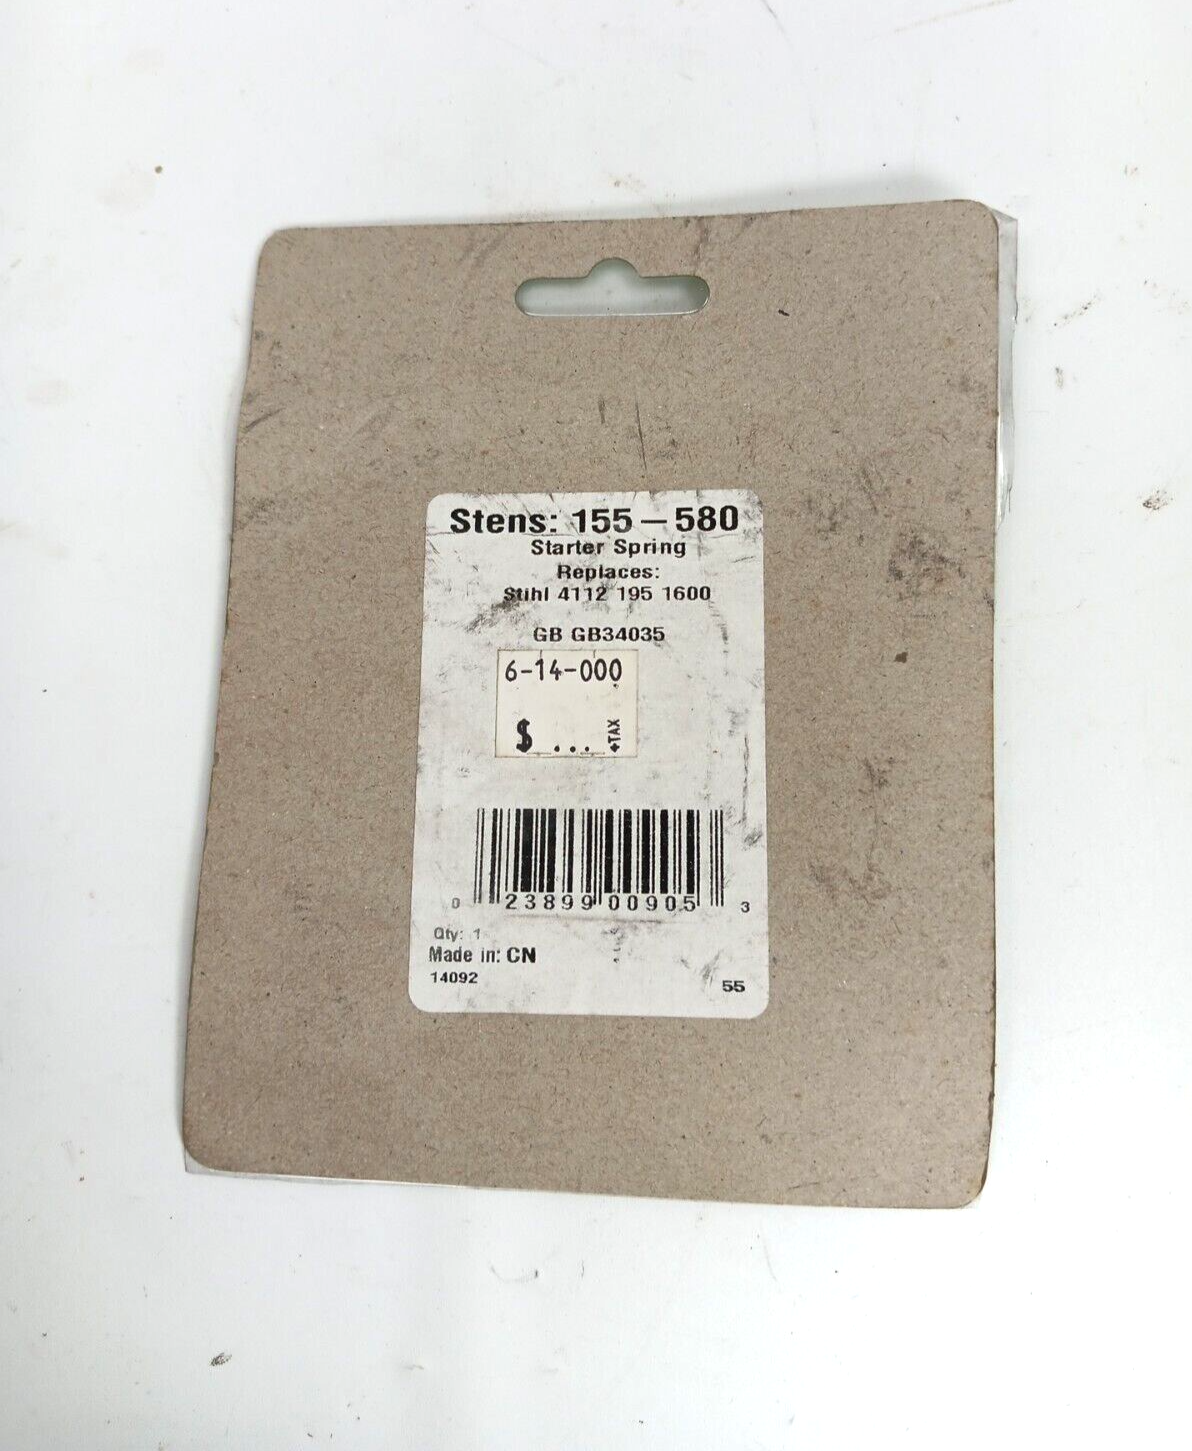 Stens: 155-580
Starter Spring
Replaces:
Stihl 4112 195 1600
GB GB34035
6-14-000
$ ... +TAX
0 23899 00905 3
Qty: 1
Made in: CN
14092
55